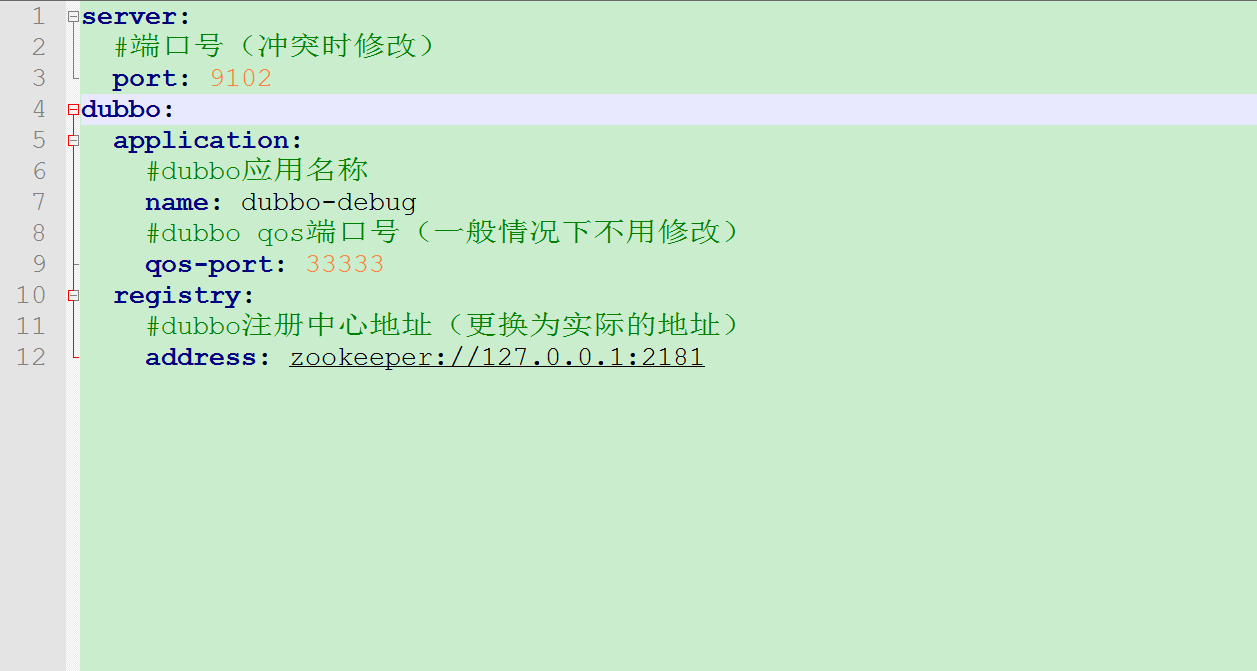 1 server:
2 #端口号（冲突时修改）
3 port: 9102
4 dubbo:
5 application:
6 #dubbo应用名称
7 name: dubbo-debug
8 #dubbo qos端口号（一般情况下不用修改）
9 qos-port: 33333
10 registry:
11 #dubbo注册中心地址（更换为实际的地址）
12 address: zookeeper://127.0.0.1:2181